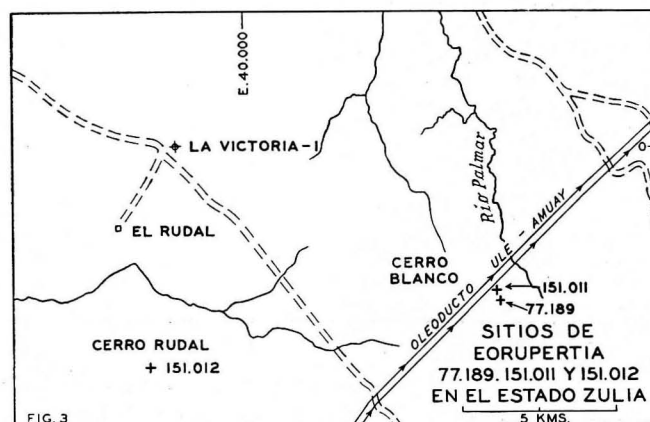 E.40.000
LA VICTORIA-1
EL RUDAL
Río Palmar
OLEODUCTO ULE - AMUAY
CERRO
BLANCO
151.011
77.189
CERRO RUDAL
151.012
SITIOS DE
EORUPERTIA
77.189. 151.011 Y 151.012
EN EL ESTADO ZULIA
5 KMS.
FIG. 3